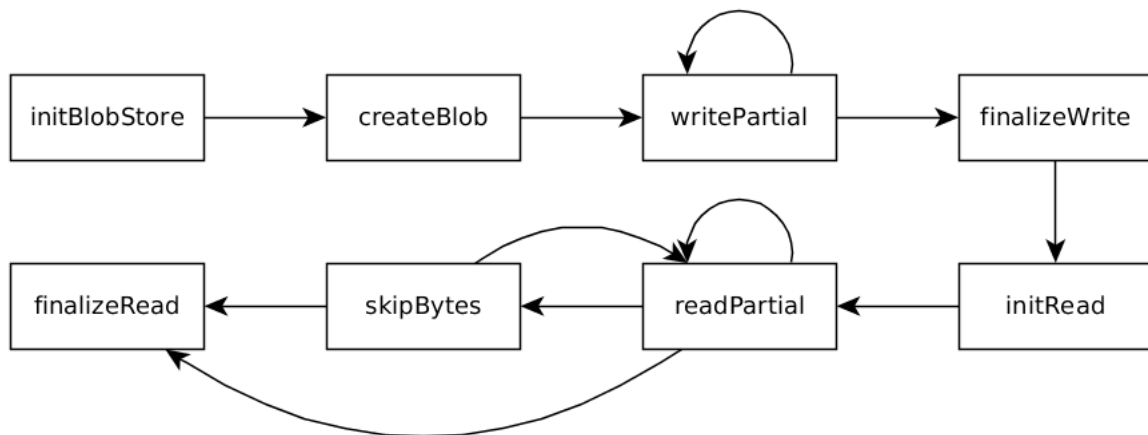 initBlobStore
createBlob
writePartial
finalizeWrite
finalizeRead
skipBytes
readPartial
initRead